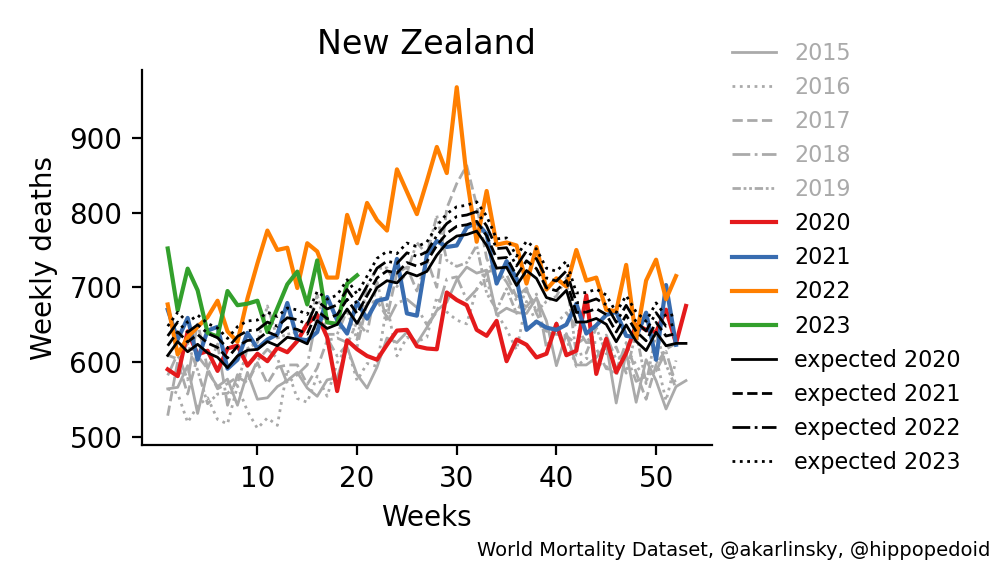 New Zealand
Weekly deaths
900
800
700
600
500
10 20 30 40 50
Weeks
2015
2016
2017
2018
2019
2020
2021
2022
2023
expected 2020
expected 2021
expected 2022
expected 2023
World Mortality Dataset, @akarlinsky, @hippopedoid